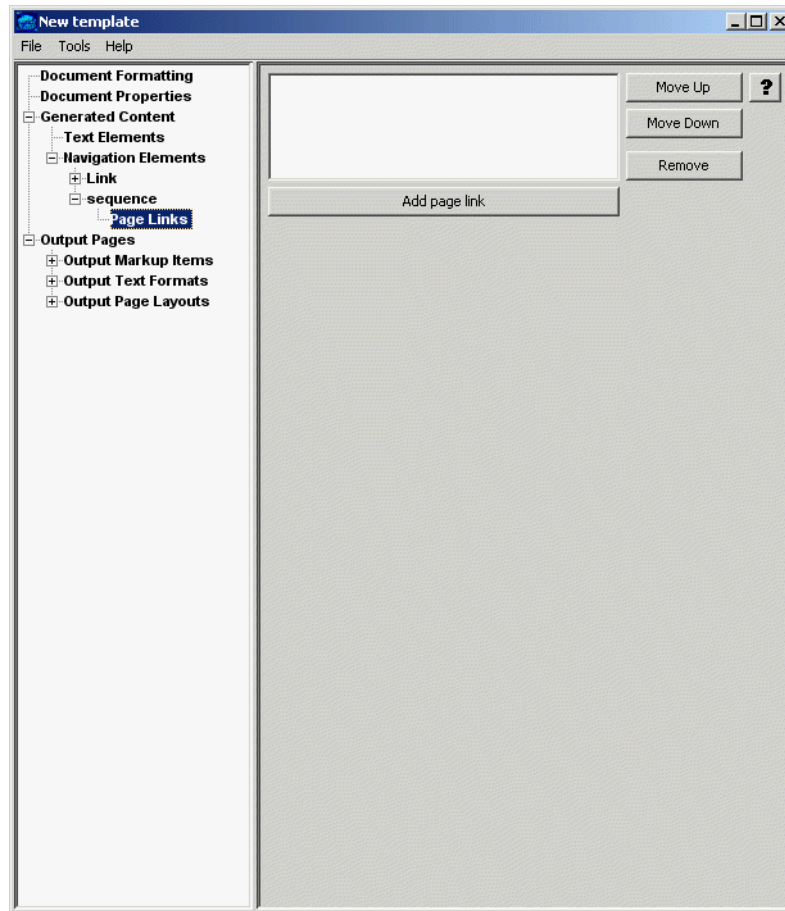 New template
File Tools Help
Document Formatting
Document Properties
Generated Content
Text Elements
Navigation Elements
Link
sequence
Page Links
Output Pages
Output Markup Items
Output Text Formats
Output Page Layouts
Move Up ?
Move Down
Remove
Add page link